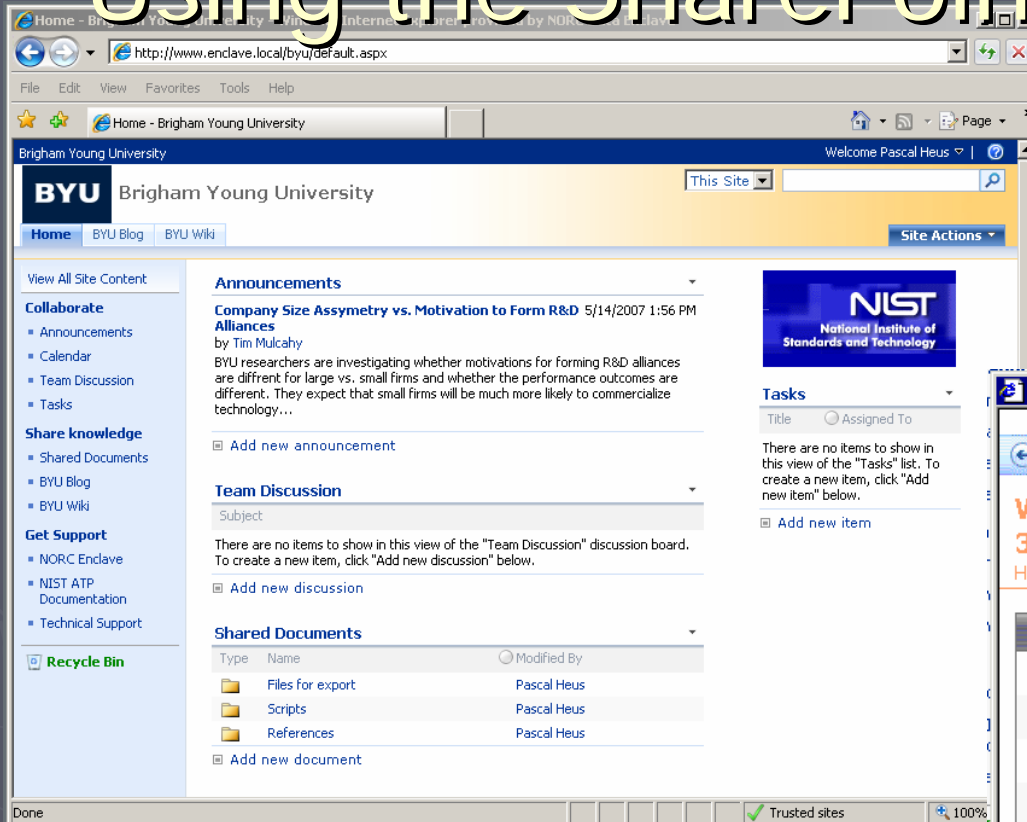 Using the SharePoin
Home - Brigham Young University - Windows Internet Explorer provided by NORC Data Enclave
http://www.enclave.local/byu/default.aspx
File Edit View Favorites Tools Help
Home - Brigham Young University
Page
Brigham Young University
Welcome Pascal Heus
BYU Brigham Young University
This Site
Home BYU Blog BYU Wiki
Site Actions
View All Site Content
Collaborate
Announcements
Calendar
Team Discussion
Tasks
Share knowledge
Shared Documents
BYU Blog
BYU Wiki
Get Support
NORC Enclave
NIST ATP
Documentation
Technical Support
Recycle Bin
Announcements
Company Size Assymetry vs. Motivation to Form R&D 5/14/2007 1:56 PM
Alliances
by Tim Mulcahy
BYU researchers are investigating whether motivations for forming R&D alliances
are diffrent for large vs. small firms and whether the performance outcomes are
different. They expect that small firms will be much more likely to commercialize
technology...
Add new announcement
Team Discussion
Subject
There are no items to show in this view of the "Team Discussion" discussion board.
To create a new item, click "Add new discussion" below.
Add new discussion
Shared Documents
Type Name Modified By
Files for export Pascal Heus
Scripts Pascal Heus
References Pascal Heus
Add new document
NIST
National Institute of
Standards and Technology
Tasks
Title Assigned To
There are no items to show in
this view of the "Tasks" list. To
create a new item, click "Add
new item" below.
Add new item
Done
Trusted sites
100%